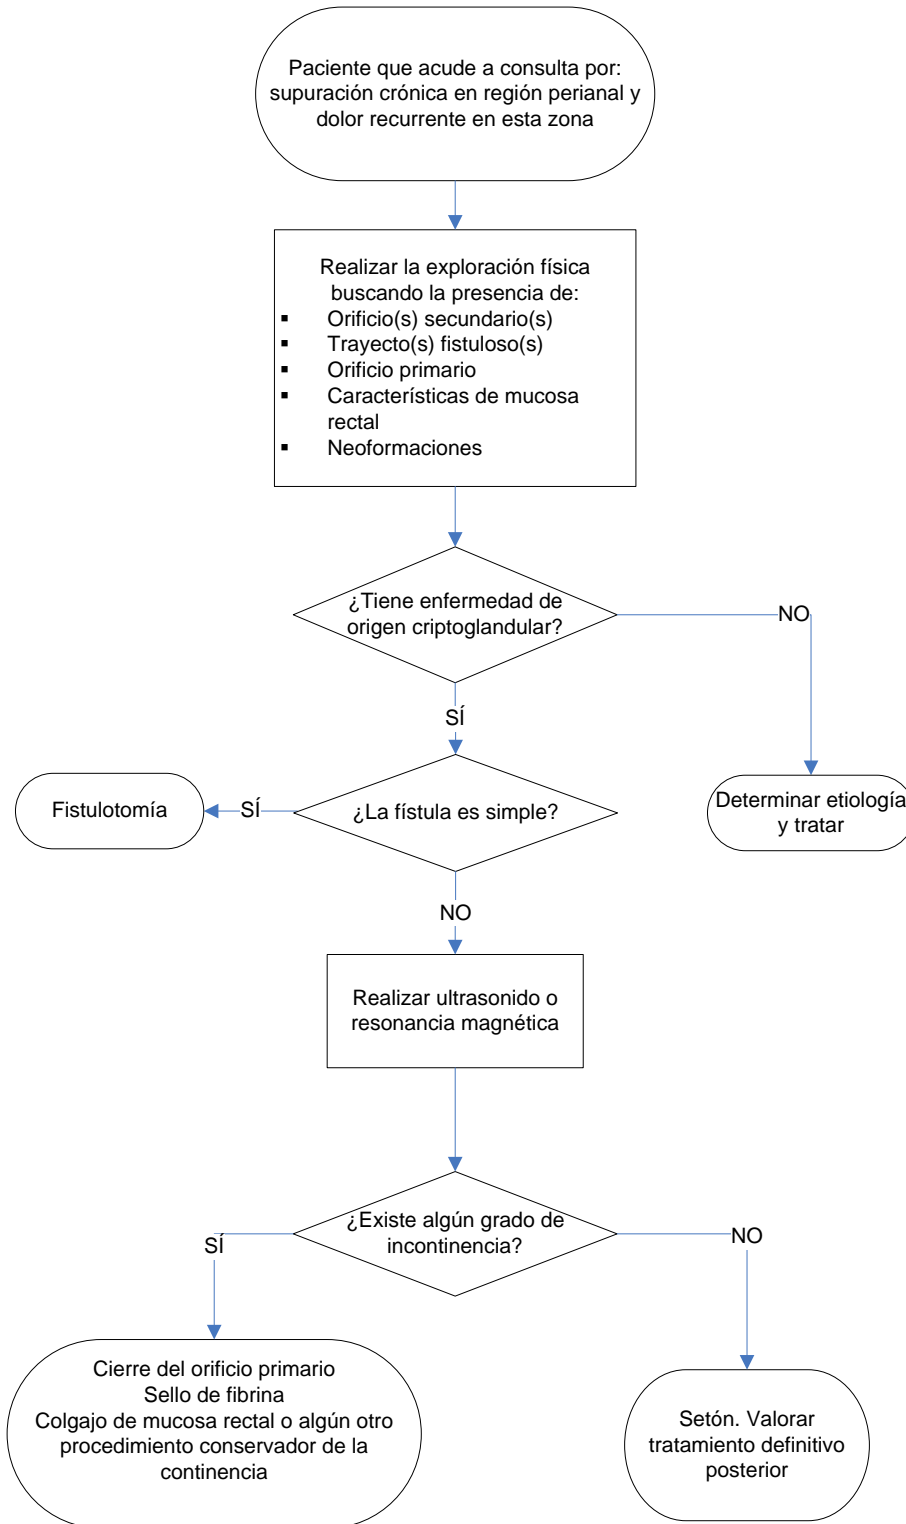 Paciente que acude a consulta por:
supuración crónica en región perianal y
dolor recurrente en esta zona
Realizar la exploración física
buscando la presencia de:
▪ Orificio(s) secundario(s)
▪ Trayecto(s) fistuloso(s)
▪ Orificio primario
▪ Características de mucosa
rectal
▪ Neoformaciones
¿Tiene enfermedad de
origen criptoglandular?
NO
SÍ
Determinar etiología
y tratar
¿La fístula es simple?
SÍ
Fistulotomía
NO
Realizar ultrasonido o
resonancia magnética
¿Existe algún grado de
incontinencia?
SÍ
NO
Cierre del orificio primario
Sello de fibrina
Colgajo de mucosa rectal o algún otro
procedimiento conservador de la
continencia
Setón. Valorar
tratamiento definitivo
posterior